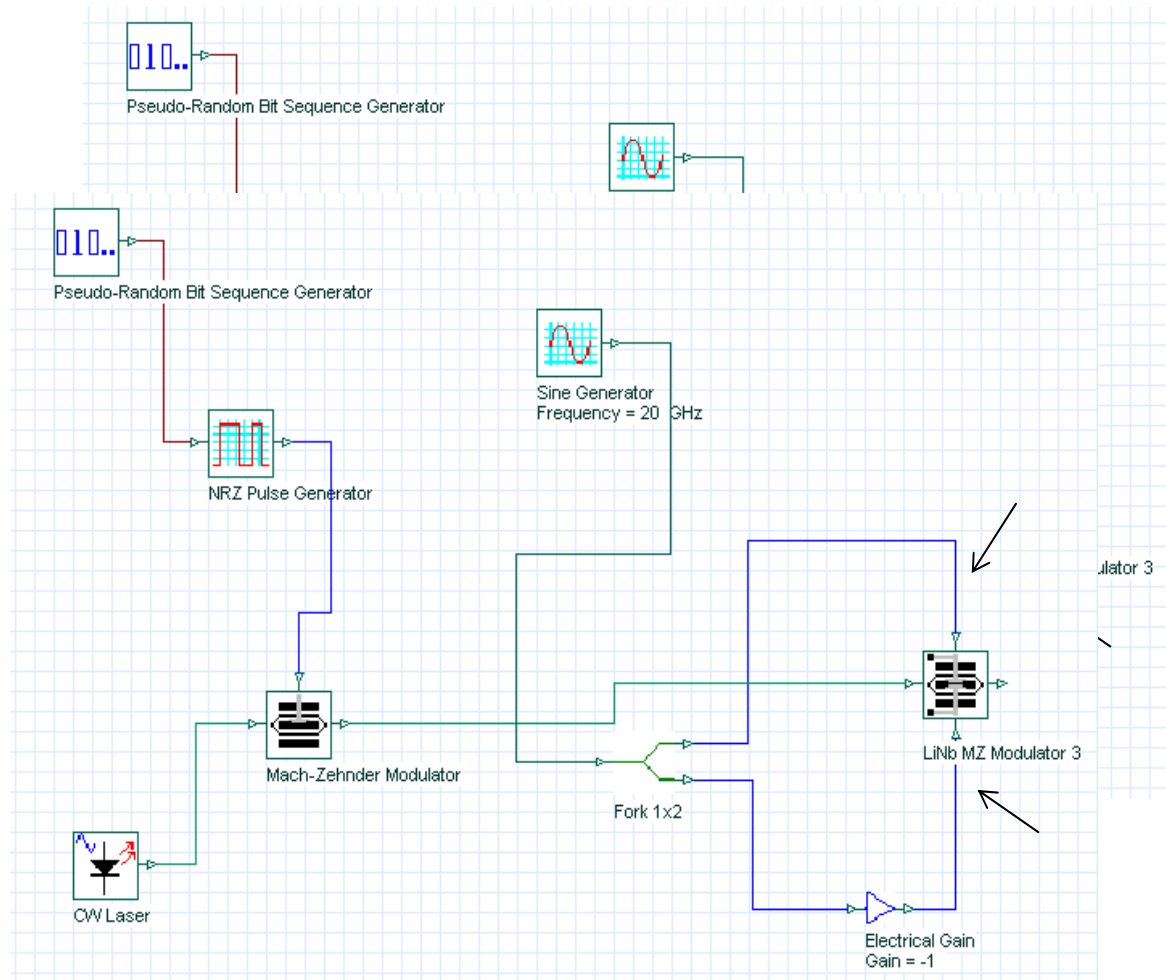 Pseudo-Random Bit Sequence Generator
Pseudo-Random Bit Sequence Generator
Sine Generator
Frequency = 20 GHz
NRZ Pulse Generator
ulator 3
LiNb MZ Modulator 3
Mach-Zehnder Modulator
Fork 1x2
CW Laser
Electrical Gain
Gain = -1